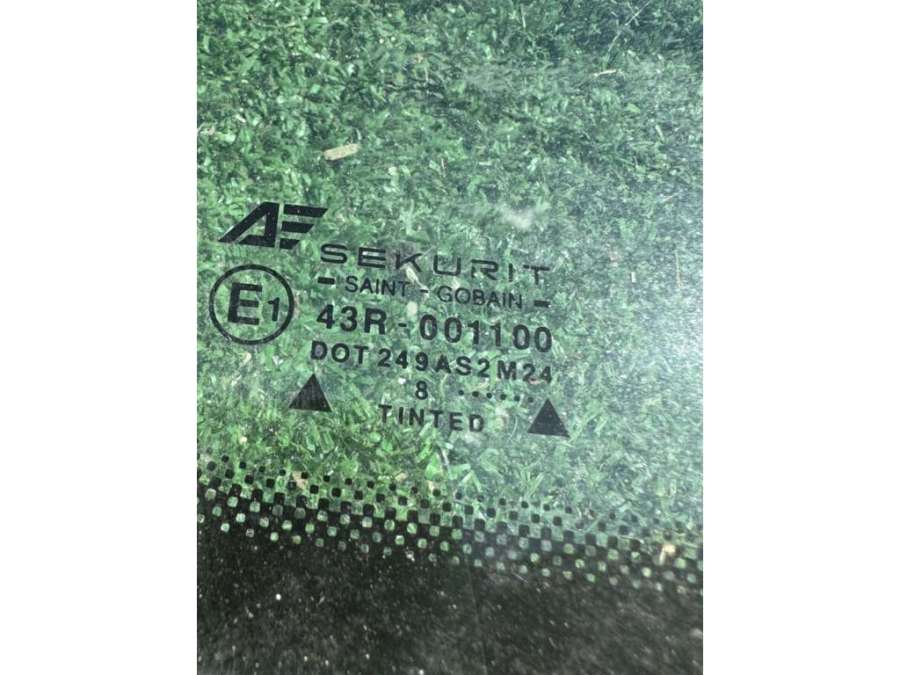 AE
SEKURIT
- SAINT - GOBAIN -
E1
43R - 001100
DOT 249AS2M24
8 ......
TINTED